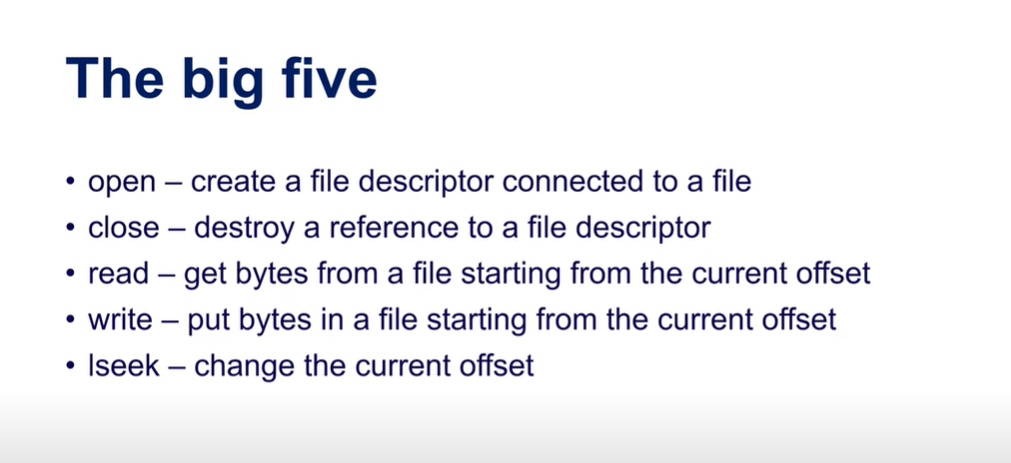 The big five
• open – create a file descriptor connected to a file
• close – destroy a reference to a file descriptor
• read – get bytes from a file starting from the current offset
• write – put bytes in a file starting from the current offset
• lseek – change the current offset